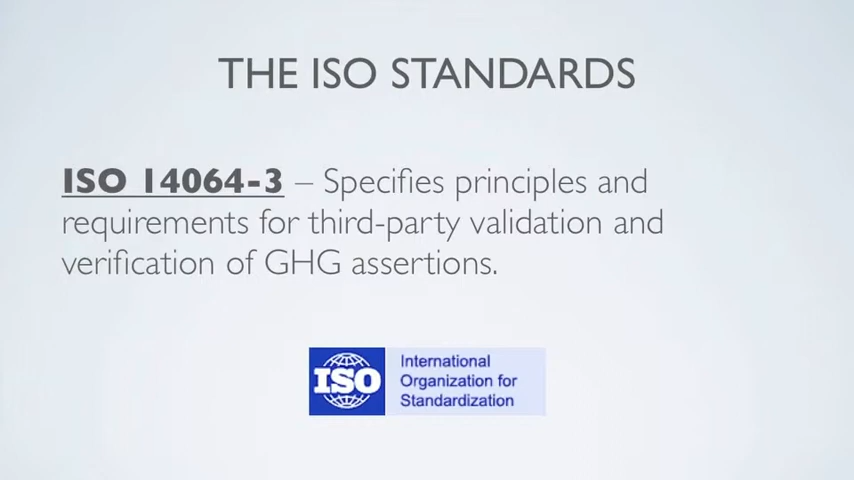 THE ISO STANDARDS
ISO 14064-3 – Specifies principles and
requirements for third-party validation and
verification of GHG assertions.
ISO
International
Organization for
Standardization